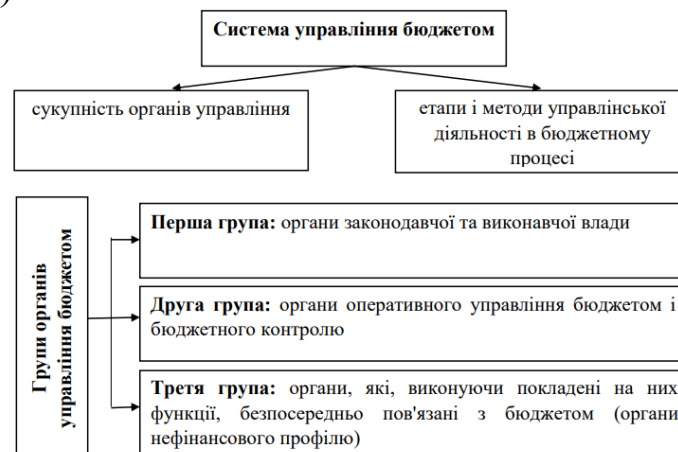 )
Система управління бюджетом
сукупність органів управління
етапи і методи управлінської
діяльності в бюджетному
процесі
Групи органів
управління бюджетом
Перша група: органи законодавчої та виконавчої влади
Друга група: органи оперативного управління бюджетом і
бюджетного контролю
Третя група: органи, які, виконуючи покладені на них
функції, безпосередньо пов'язані з бюджетом (органи
нефінансового профілю)